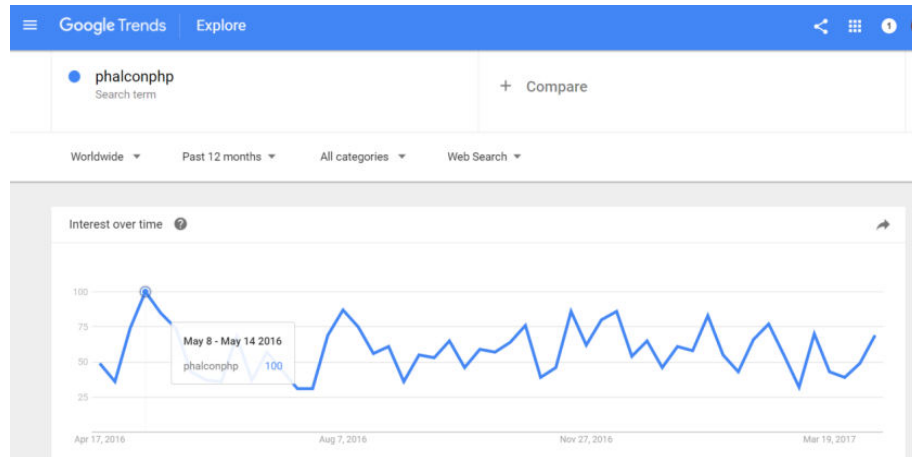 Google Trends Explore 1
phalconphp
Search term
+ Compare
Worldwide Past 12 months All categories Web Search
Interest over time ?
100
75
50
25
May 8 - May 14 2016
phalconphp 100
Apr 17, 2016 Aug 7, 2016 Nov 27, 2016 Mar 19, 2017